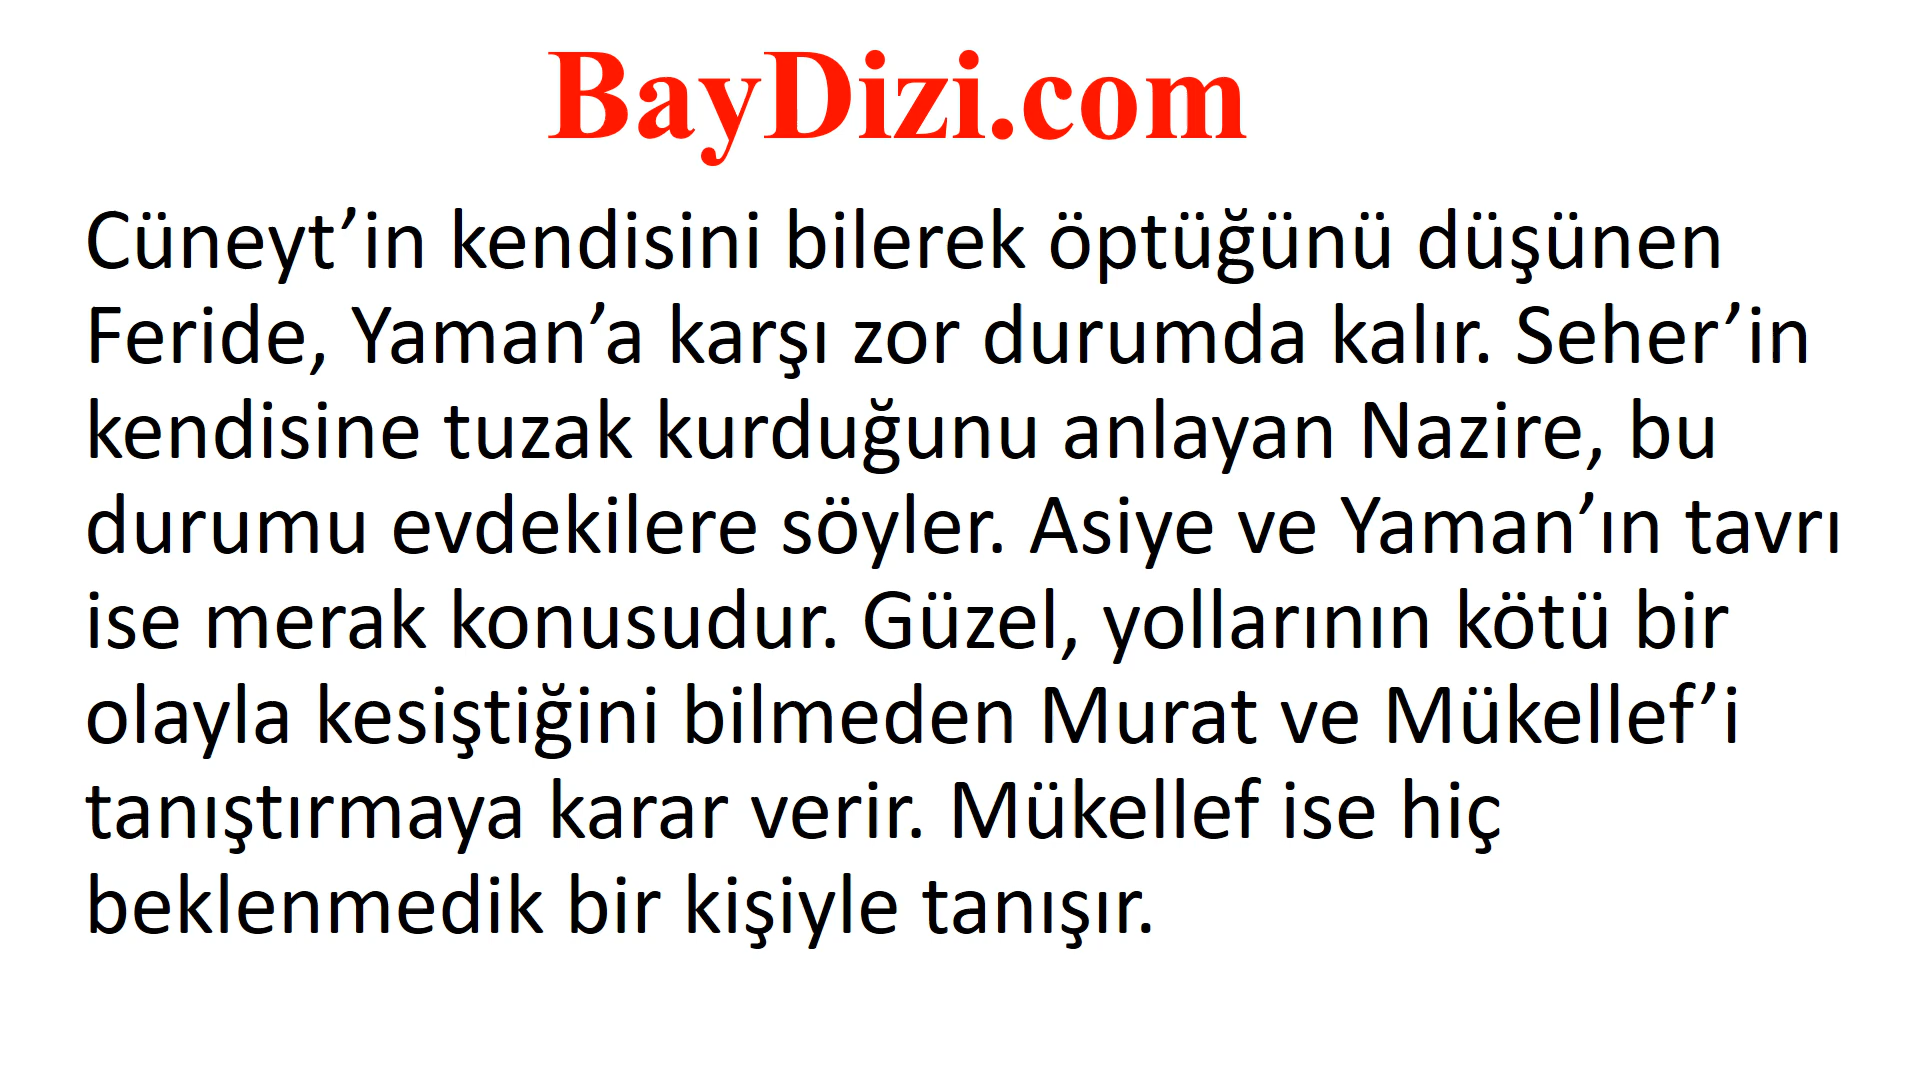 BayDizi.com
Cüneyt’in kendisini bilerek öptüğünü düşünen
Feride, Yaman’a karşı zor durumda kalır. Seher’in
kendisine tuzak kurduğunu anlayan Nazire, bu
durumu evdekilere söyler. Asiye ve Yaman’ın tavrı
ise merak konusudur. Güzel, yollarının kötü bir
olayla kesiştiğini bilmeden Murat ve Mükellef’i
tanıştırmaya karar verir. Mükellef ise hiç
beklenmedik bir kişiyle tanışır.